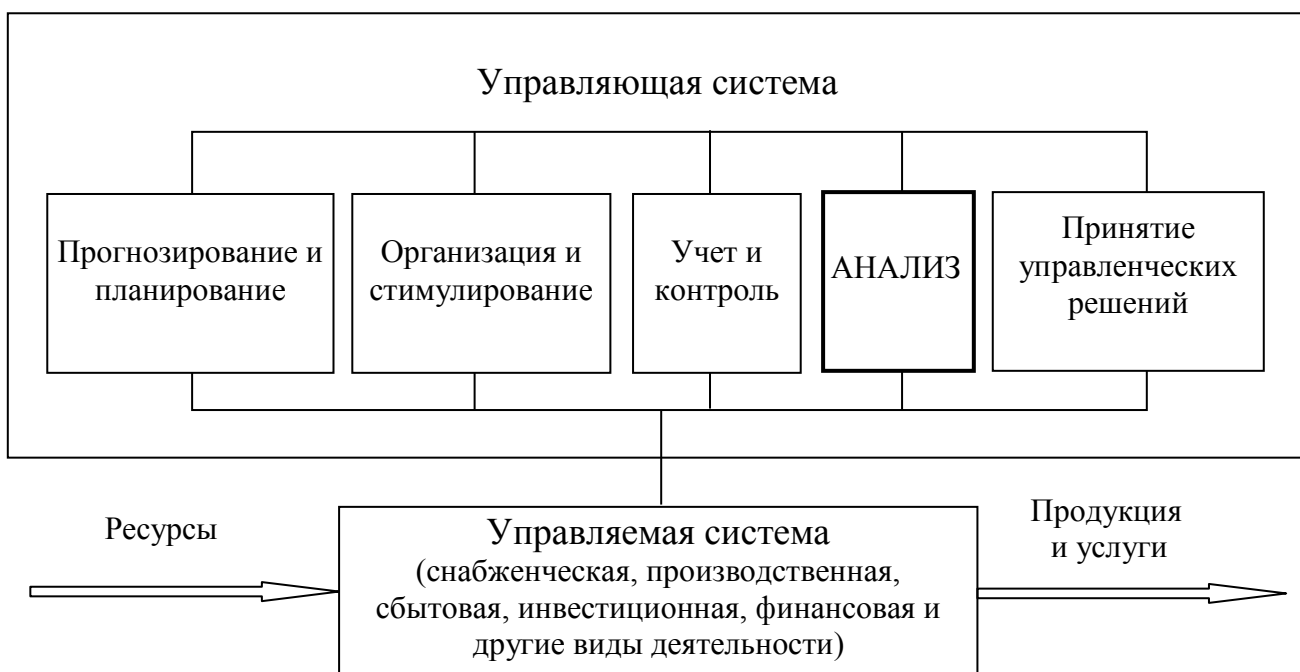 Управляющая система
Прогнозирование и
планирование
Организация и
стимулирование
Учет и
контроль
АНАЛИЗ
Принятие
управленческих
решений
Ресурсы
Управляемая система
(снабженческая, производственная,
сбытовая, инвестиционная, финансовая и
другие виды деятельности)
Продукция
и услуги